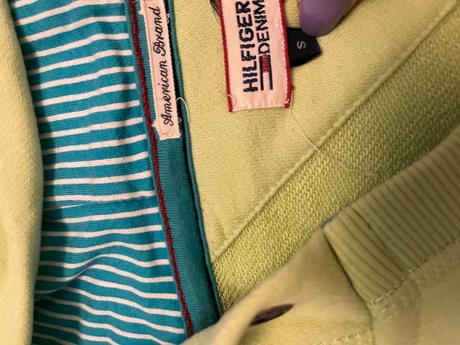 American Brand
HILFIGER
DENIM
S